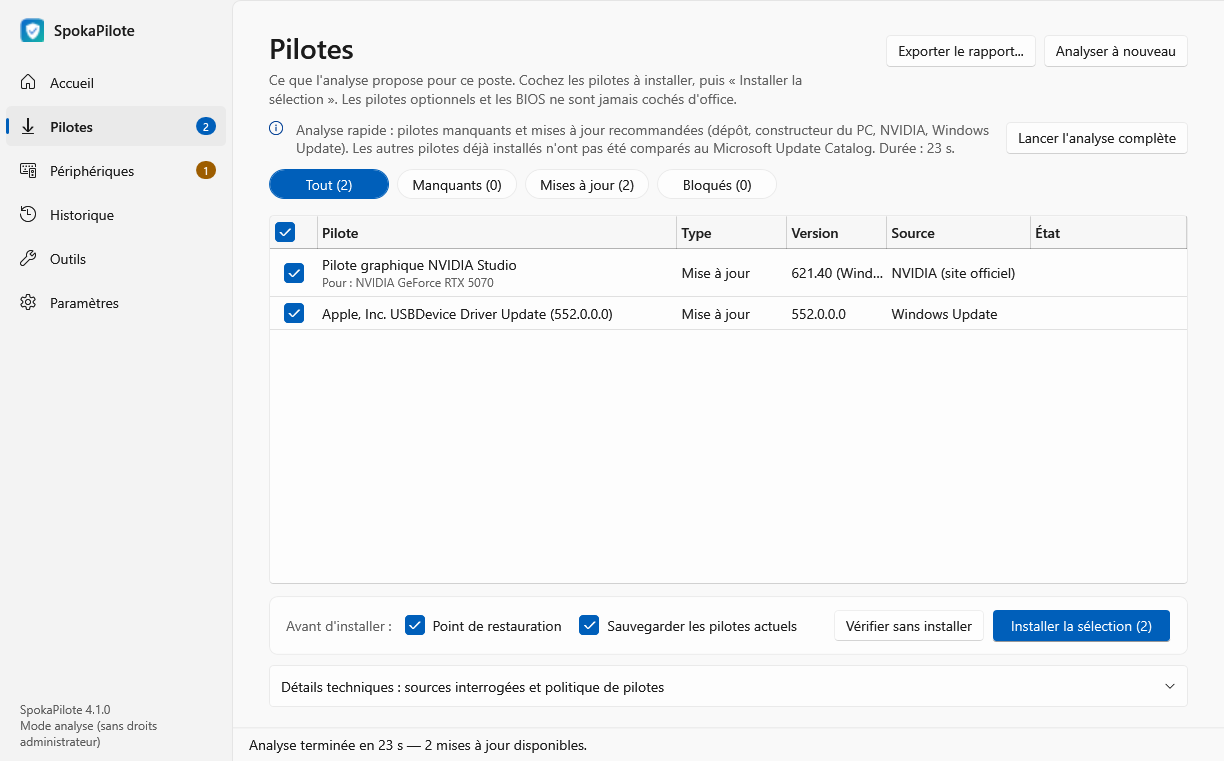 SpokaPilote
Accueil
Pilotes
2
Périphériques
1
Historique
Outils
Paramètres
SpokaPilote 4.1.0
Mode analyse (sans droits
administrateur)
Pilotes
Exporter le rapport...
Analyser à nouveau
Ce que l'analyse propose pour ce poste. Cochez les pilotes à installer, puis « Installer la
sélection ». Les pilotes optionnels et les BIOS ne sont jamais cochés d'office.
Analyse rapide : pilotes manquants et mises à jour recommandées (dépôt, constructeur du PC, NVIDIA, Windows
Update). Les autres pilotes déjà installés n'ont pas été comparés au Microsoft Update Catalog. Durée : 23 s.
Lancer l'analyse complète
Tout (2)
Manquants (0)
Mises à jour (2)
Bloqués (0)
Pilote Type Version Source État
Pilote graphique NVIDIA Studio
Pour : NVIDIA GeForce RTX 5070
Mise à jour 621.40 (Wind... NVIDIA (site officiel)
Apple, Inc. USBDevice Driver Update (552.0.0.0) Mise à jour 552.0.0.0 Windows Update
Avant d'installer : Point de restauration Sauvegarder les pilotes actuels
Vérifier sans installer
Installer la sélection (2)
Détails techniques : sources interrogées et politique de pilotes
Analyse terminée en 23 s — 2 mises à jour disponibles.